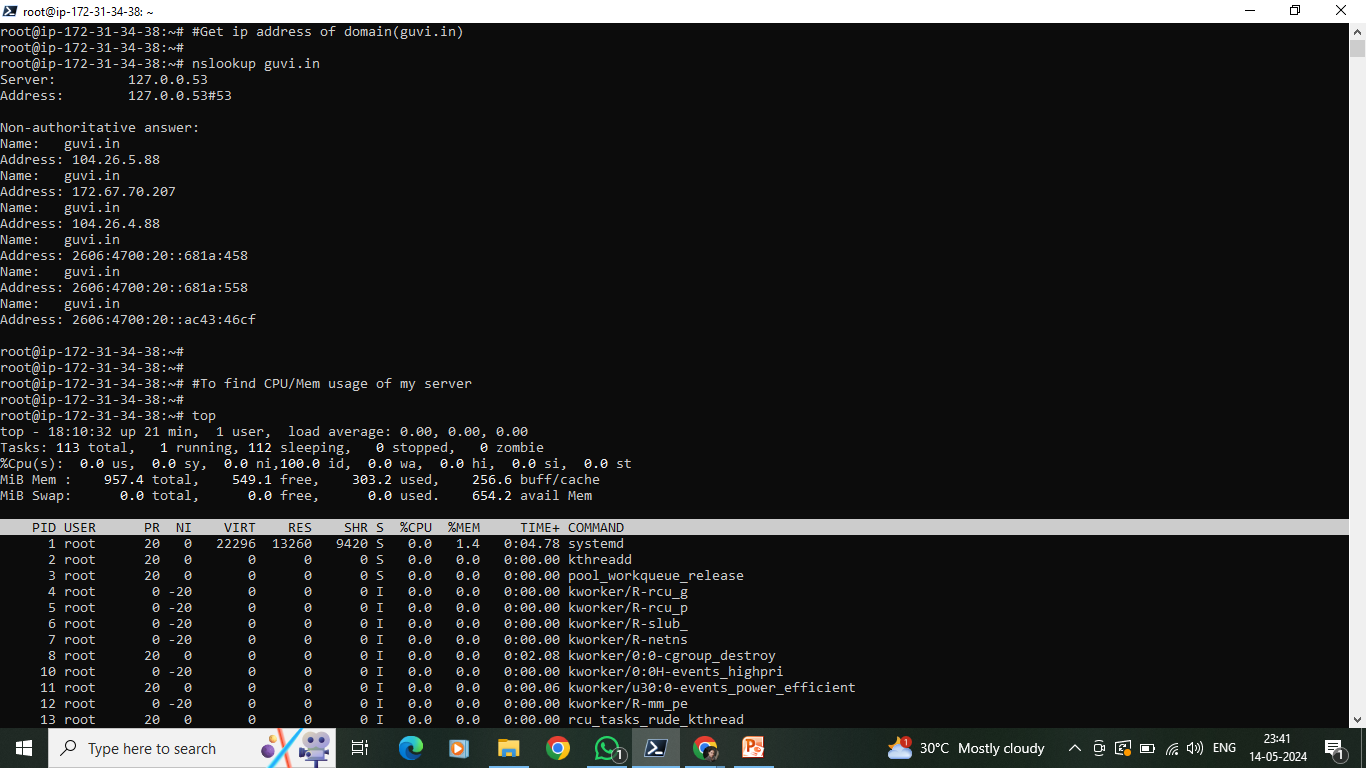 root@ip-172-31-34-38: ~
root@ip-172-31-34-38:~# #Get ip address of domain(guvi.in)
root@ip-172-31-34-38:~#
root@ip-172-31-34-38:~# nslookup guvi.in
Server:         127.0.0.53
Address:        127.0.0.53#53

Non-authoritative answer:
Name:   guvi.in
Address: 104.26.5.88
Name:   guvi.in
Address: 172.67.70.207
Name:   guvi.in
Address: 104.26.4.88
Name:   guvi.in
Address: 2606:4700:20::681a:458
Name:   guvi.in
Address: 2606:4700:20::681a:558
Name:   guvi.in
Address: 2606:4700:20::ac43:46cf

root@ip-172-31-34-38:~#
root@ip-172-31-34-38:~#
root@ip-172-31-34-38:~# #To find CPU/Mem usage of my server
root@ip-172-31-34-38:~#
root@ip-172-31-34-38:~# top
top - 18:10:32 up 21 min,  1 user,  load average: 0.00, 0.00, 0.00
Tasks: 113 total,   1 running, 112 sleeping,   0 stopped,   0 zombie
%Cpu(s):  0.0 us,  0.0 sy,  0.0 ni,100.0 id,  0.0 wa,  0.0 hi,  0.0 si,  0.0 st
MiB Mem :    957.4 total,    549.1 free,    303.2 used,    256.6 buff/cache
MiB Swap:      0.0 total,      0.0 free,      0.0 used.    654.2 avail Mem

    PID USER      PR  NI    VIRT    RES    SHR S  %CPU  %MEM     TIME+ COMMAND
      1 root      20   0   22296  13260   9420 S   0.0   1.4   0:04.78 systemd
      2 root      20   0       0      0      0 S   0.0   0.0   0:00.00 kthreadd
      3 root      20   0       0      0      0 S   0.0   0.0   0:00.00 pool_workqueue_release
      4 root       0 -20       0      0      0 I   0.0   0.0   0:00.00 kworker/R-rcu_g
      5 root       0 -20       0      0      0 I   0.0   0.0   0:00.00 kworker/R-rcu_p
      6 root       0 -20       0      0      0 I   0.0   0.0   0:00.00 kworker/R-slub_
      7 root       0 -20       0      0      0 I   0.0   0.0   0:00.00 kworker/R-netns
      8 root      20   0       0      0      0 I   0.0   0.0   0:02.08 kworker/0:0-cgroup_destroy
     10 root       0 -20       0      0      0 I   0.0   0.0   0:00.00 kworker/0:0H-events_highpri
     11 root      20   0       0      0      0 I   0.0   0.0   0:00.06 kworker/u30:0-events_power_efficient
     12 root       0 -20       0      0      0 I   0.0   0.0   0:00.00 kworker/R-mm_pe
     13 root      20   0       0      0      0 I   0.0   0.0   0:00.00 rcu_tasks_rude_kthread
Type here to search
1
1
30°C Mostly cloudy
ENG
23:41
14-05-2024
1